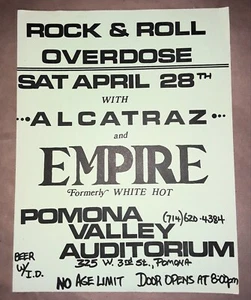 ROCK & ROLL
OVERDOSE
SAT APRIL 28TH
WITH
ALCATRAZ
and
EMPIRE
"Formerly" WHITE HOT
POMONA (714) 620-4384
VALLEY
AUDITORIUM
BEER W/ I.D.
325 W. 3rd St., POMONA
NO AGE LIMIT DOOR OPENS AT 8:00pm